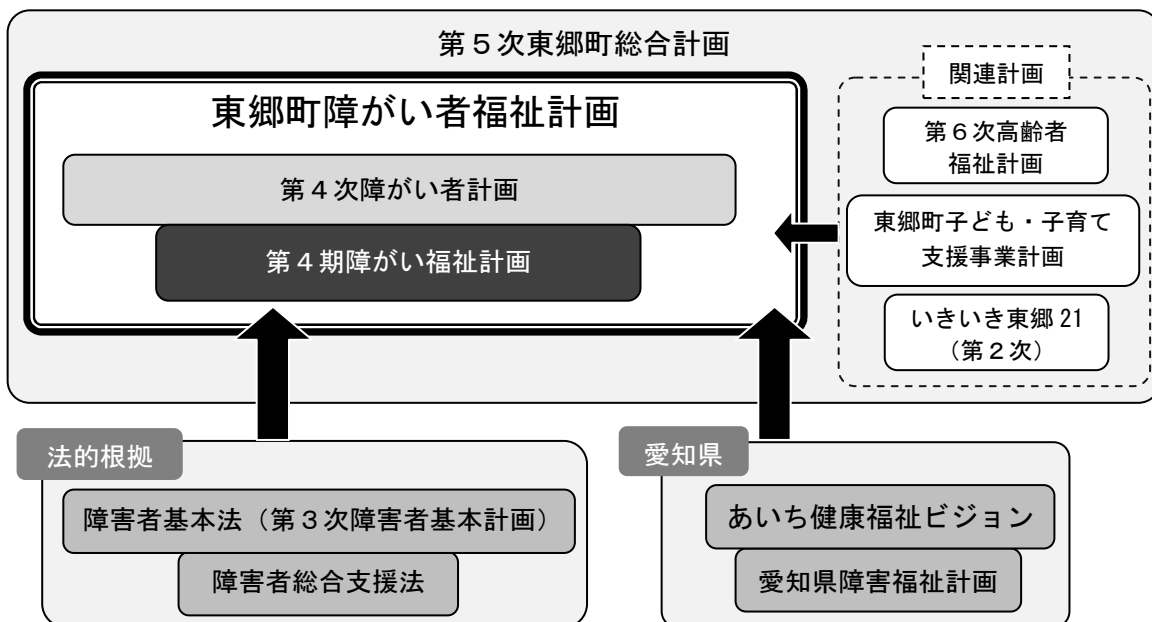 第５次東郷町総合計画
東郷町障がい者福祉計画
第４次障がい者計画
第４期障がい福祉計画
関連計画
第６次高齢者
福祉計画
東郷町子ども・子育て
支援事業計画
いきいき東郷 21
（第２次）
法的根拠
障害者基本法（第３次障害者基本計画）
障害者総合支援法
愛知県
あいち健康福祉ビジョン
愛知県障害福祉計画